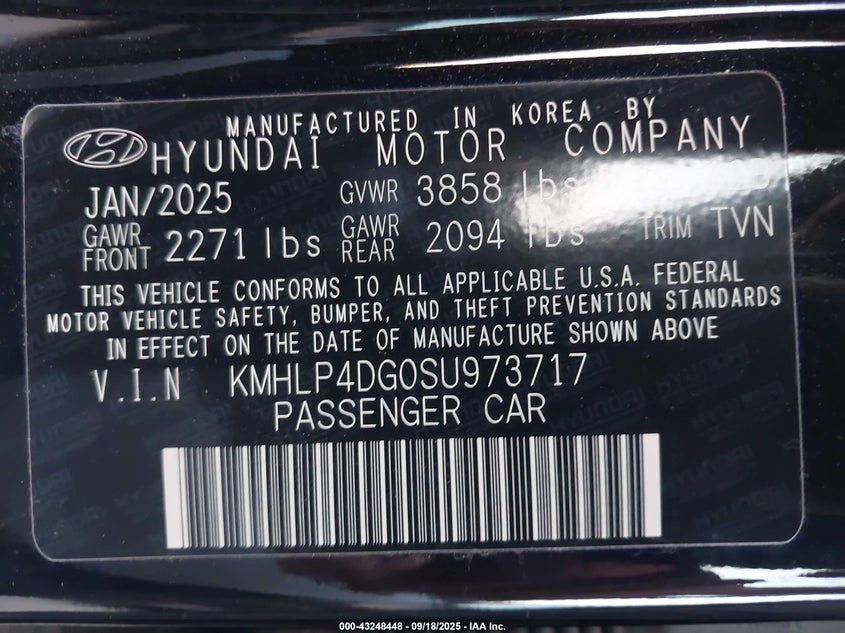 MANUFACTURED IN KOREA BY
HYUNDAI MOTOR COMPANY
JAN/2025 GVWR 3858 lbs
GAWR FRONT 2271 lbs GAWR REAR 2094 lbs TRIM TVN
THIS VEHICLE CONFORMS TO ALL APPLICABLE U.S.A. FEDERAL
MOTOR VEHICLE SAFETY, BUMPER, AND THEFT PREVENTION STANDARDS
IN EFFECT ON THE DATE OF MANUFACTURE SHOWN ABOVE
V.I.N KMHLP4DG0SU973717
PASSENGER CAR
000-43248448 - 09/18/2025 - IAA Inc.